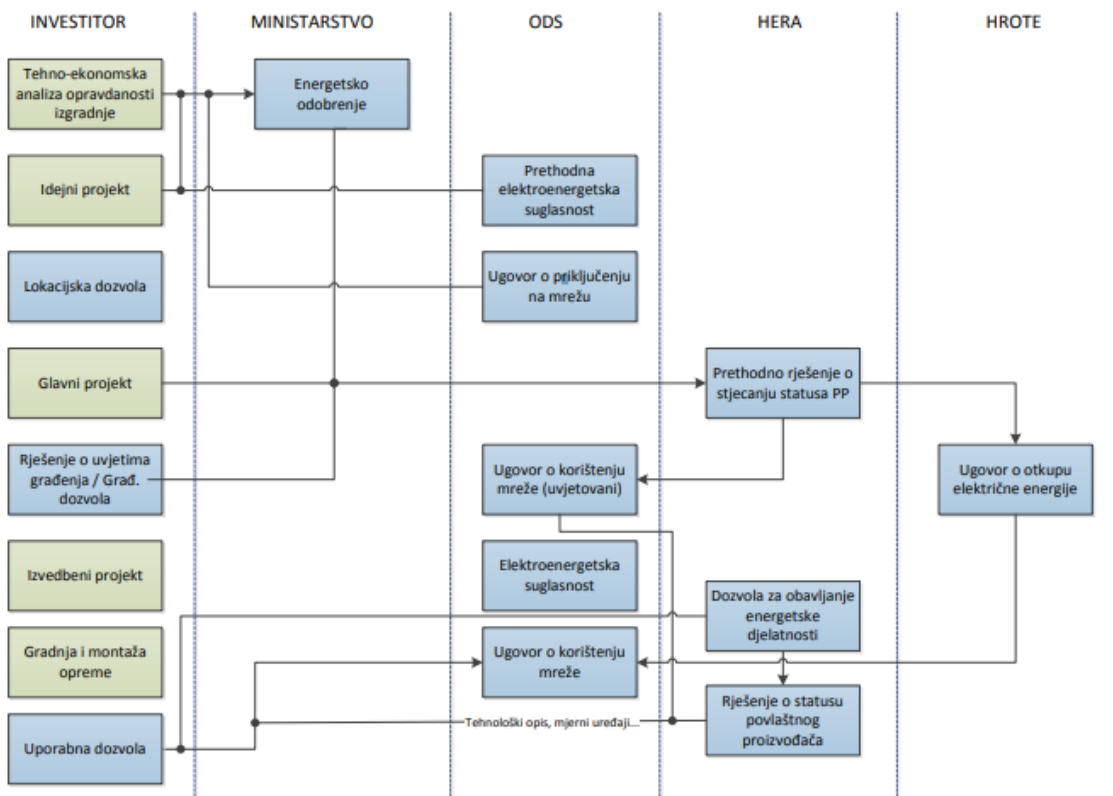 INVESTITOR
MINISTARSTVO
ODS
HERA
HROTE
Tehno-ekonomska
analiza opravdanosti
izgradnje
Energetsko
odobrenje
Idejni projekt
Prethodna
elektroenergetska
suglasnost
Lokacijska dozvola
Ugovor o priključenju
na mrežu
Glavni projekt
Prethodno rješenje o
stjecanju statusa PP
Rješenje o uvjetima
građenja / Građ.
dozvola
Ugovor o korištenju
mreže (uvjetovani)
Ugovor o otkupu
električne energije
Izvedbeni projekt
Elektroenergetska
suglasnost
Dozvola za obavljanje
energetske
djelatnosti
Gradnja i montaža
opreme
Ugovor o korištenju
mreže
Uporabna dozvola
Tehnološki opis, mjerni uređaji...
Rješenje o statusu
povlaštnog
proizvođača